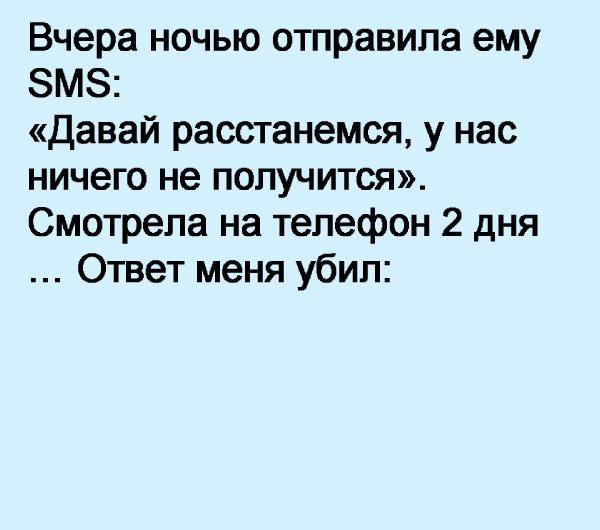 Вчера ночью отправила ему
SMS:
«Давай расстанемся, у нас
ничего не получится».
Смотрела на телефон 2 дня
... Ответ меня убил: